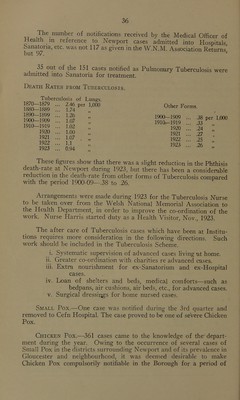 36
The number of notifications received by the Medical Officer of
Health in reference to Newport cases admitted into Hospitals,
Sanatoria, etc. was not 117 as given in the W.N.M. Association Returns,
but 97.
35 out of the 151 cases notified as Pulmonary Tuberculosis were
admitted into Sanatoria for treatment.
Death Rates from Tuberculosis.
Tuberculosis of Lungs.
1870—1879 ... 2.46 per 1,000
1880—1889 ... 1.74 „
1890—1899 ... 1.26 „
1900—1909 ... 1.07 „
1910—1919 ... 1.02 „
1920 ... 1.00 „
1921 ... 1.07 „
1922 ... 1.1 „
1923 ... 0.94 „
Other Forms
1900—1909 ... .38 per 1,000
1916—1919 ... .33 „
1920 ... .24 „
1921 ... .27 „
1922 ... .23 „
1923 ... .26 „
These figures show that there was a slight reduction in the Phthisis
death-rate at Newport during 1923, but there has been a considerable
reduction in the death-rate from other forms of Tuberculosis compared
with the period 1900-09—.38 to .26.
Arrangements were made during 1923 for the Tuberculosis Nurse
to be taken over from the Welsh National Memorial Association to
the Health Department, in order to improve the co-ordination of the
work. Nurse Harris started duty as a Health Visitor, Nov., 1923.
The after care of Tuberculosis cases which have been at Institu-
tions requires more consideration in the following directions. Such
work should be included in the Tuberculosis Scheme.
i. Systematic supervision of advanced cases living at home.
ii. Greater co-ordination with charities re advanced cases.
iii. Extra nourishment for ex-Sanatorium and ex-Hospital
cases.
iv. Loan of shelters and beds, medical comforts—such as
bedpans, air cushions, air beds, etc., for advanced cases.
v. Surgical dressings for home nursed cases.
Small Pox.—One case was notified during the 3rd quarter and
removed to Cefn Hospital. The case proved to be one of severe Chicken
Pox.
Chicken Pox.—361 cases came to the knowledge of the depart-
ment during the year. Owing to the occurrence of several cases of
Small Pox in the districts surrounding Newport and of its prevalence in
Gloucester and neighbourhood, it was deemed desirable to make
Chicken Pox compulsorily notifiable in the Borough for a period of